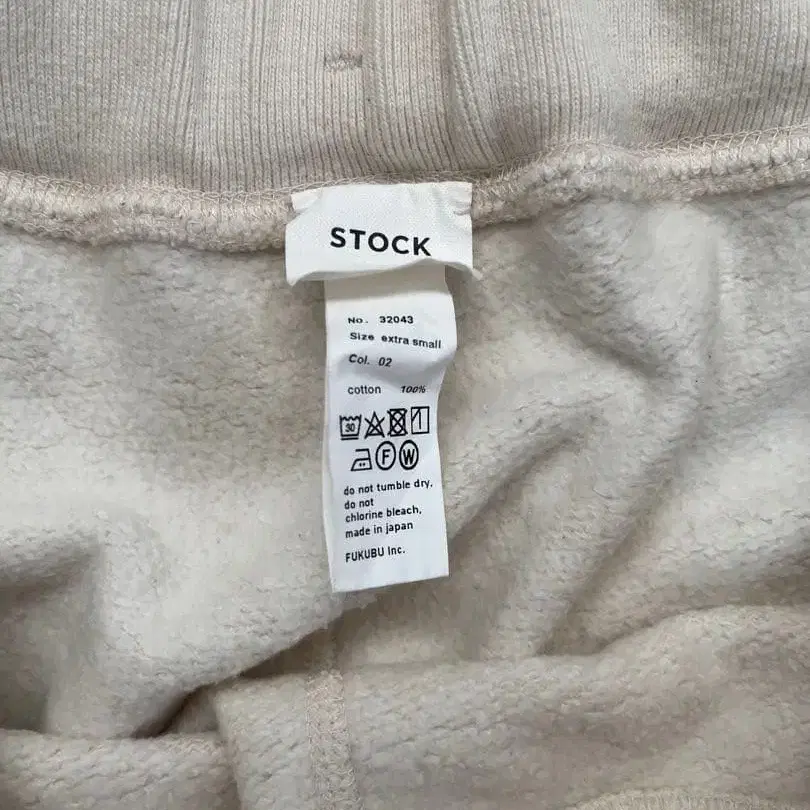 STOCK
No. 32043
Size extra small
Col. 02
cotton 100%
30
F W
do not tumble dry,
do not
chlorine bleach,
made in japan
FUKUBU Inc.